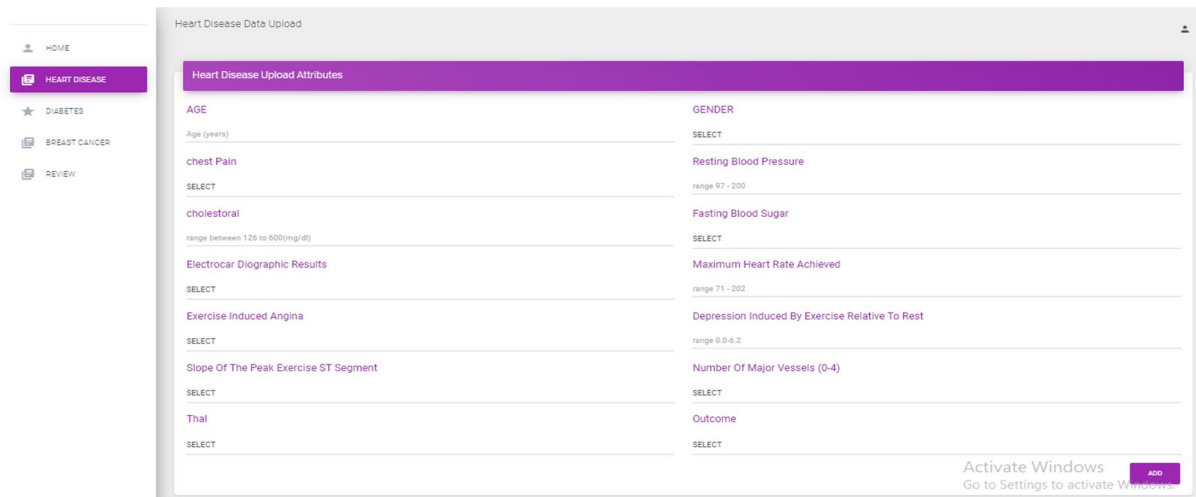 Heart Disease Data Upload
HOME
HEART DISEASE
DIABETES
BREAST CANCER
REVIEW
Heart Disease Upload Attributes
AGE
Age (years)
GENDER
SELECT
chest Pain
SELECT
Resting Blood Pressure
range 97 - 200
cholestoral
range between 126 to 600(mg/dl)
Fasting Blood Sugar
SELECT
Electrocar Diographic Results
SELECT
Maximum Heart Rate Achieved
range 71 - 202
Exercise Induced Angina
SELECT
Depression Induced By Exercise Relative To Rest
range 0.0-6.2
Slope Of The Peak Exercise ST Segment
SELECT
Number Of Major Vessels (0-4)
SELECT
Thal
SELECT
Outcome
SELECT
ADD
Activate Windows
Go to Settings to activate Windows.